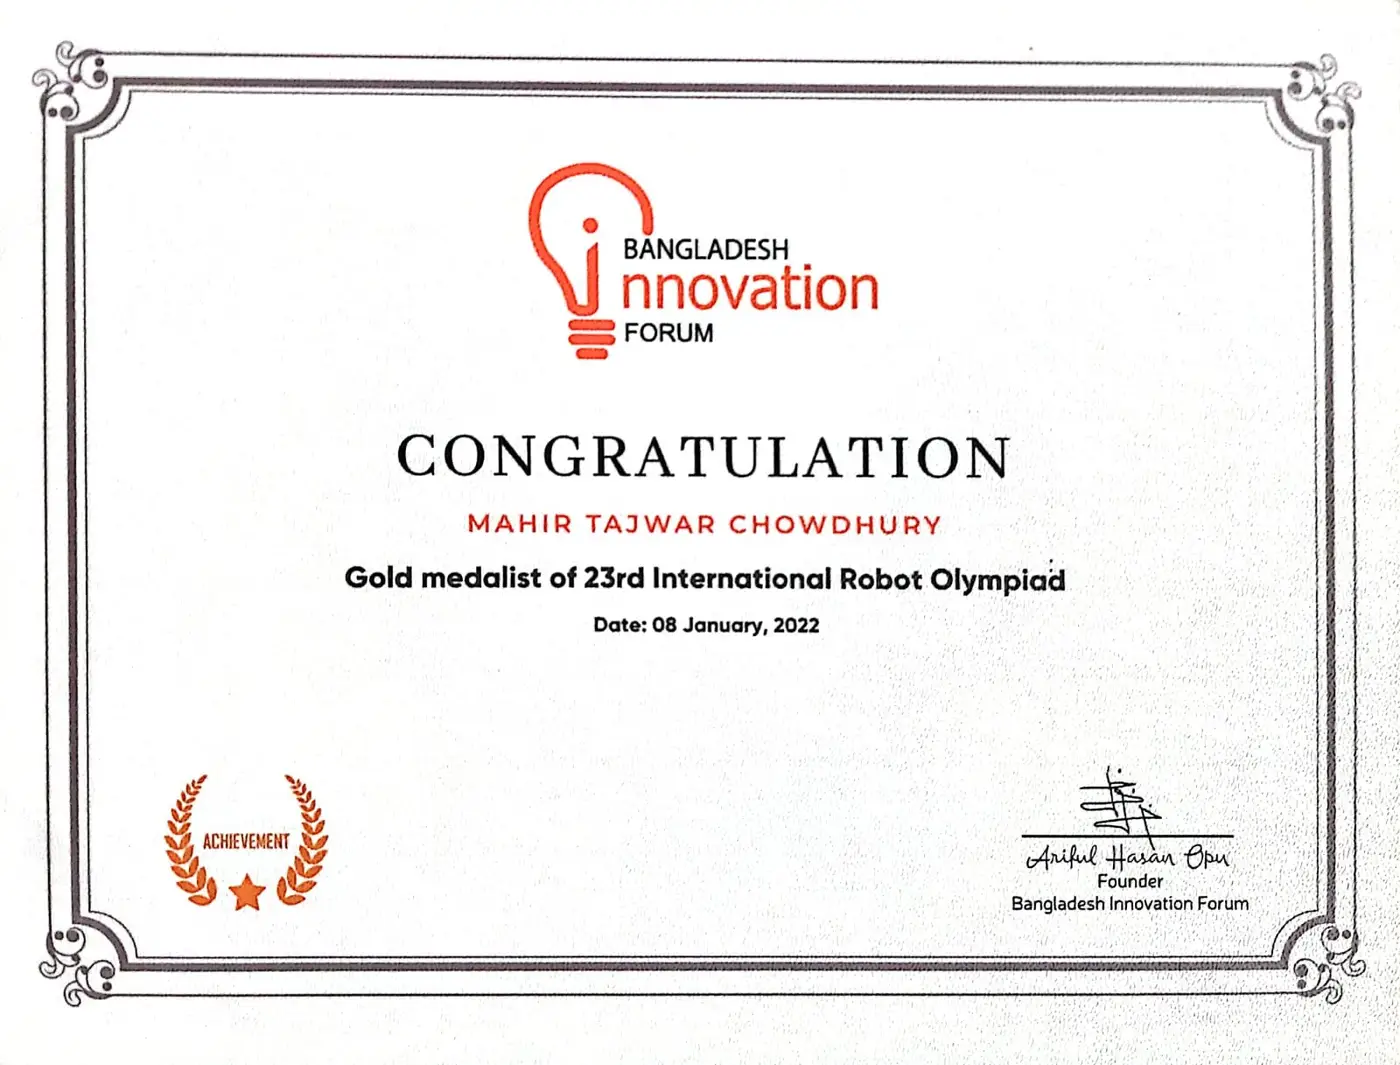 BANGLADESH
innovation
FORUM
CONGRATULATION
MAHIR TAJWAR CHOWDHURY
Gold medalist of 23rd International Robot Olympiad
Date: 08 January, 2022
ACHIEVEMENT
Ariful Hasan Opu
Founder
Bangladesh Innovation Forum